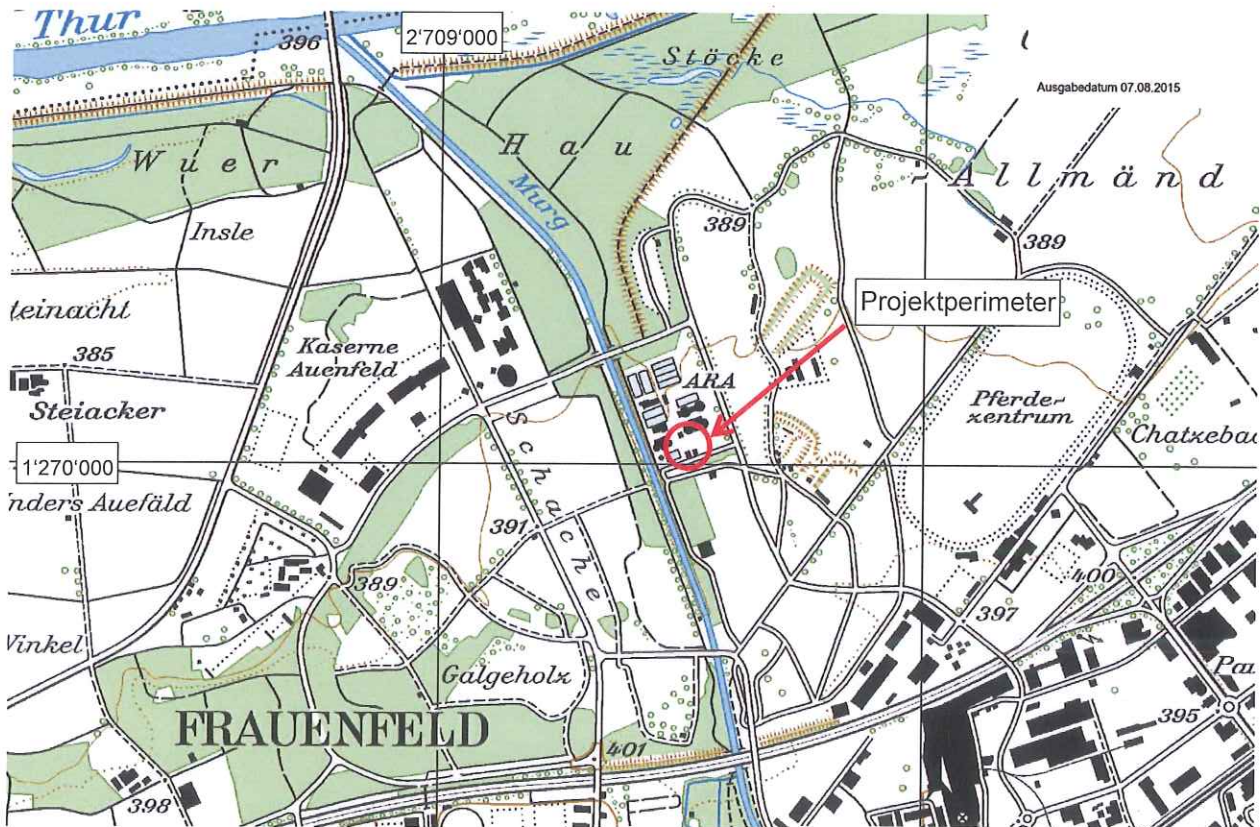 Thur
396
2'709'000
Stöcke
Ausgabedatum 07.08.2015
Wuer
Hau
Allmänd
Murg
Insle
389
389
teinacht
Projektperimeter
Kaserne
Auenfeld
385
ARA
Steiacker
Pferde-
zentrum
Schache
Chatzeba
1'270'000
nders Auefäld
391
389
400
397
Winkel
Galgeholz
FRAUENFELD
395
401
398